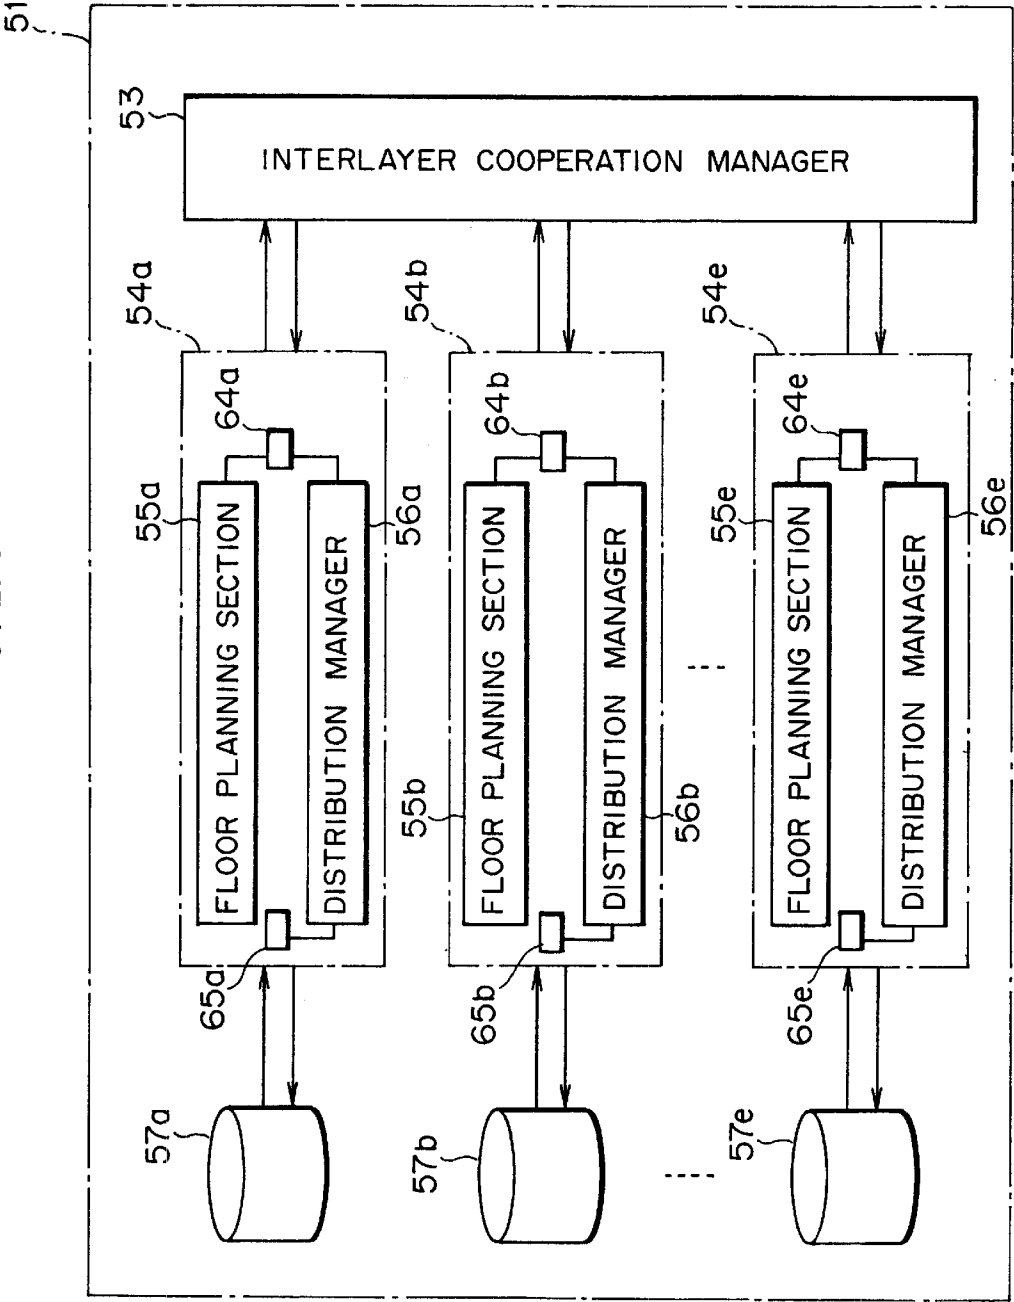 51
53
INTERLAYER COOPERATION MANAGER
54a
54b
54e
64a
64b
64e
55a
FLOOR PLANNING SECTION
DISTRIBUTION MANAGER
56a
55b
FLOOR PLANNING SECTION
DISTRIBUTION MANAGER
56b
55e
FLOOR PLANNING SECTION
DISTRIBUTION MANAGER
56e
65a
65b
65e
57a
57b
57e